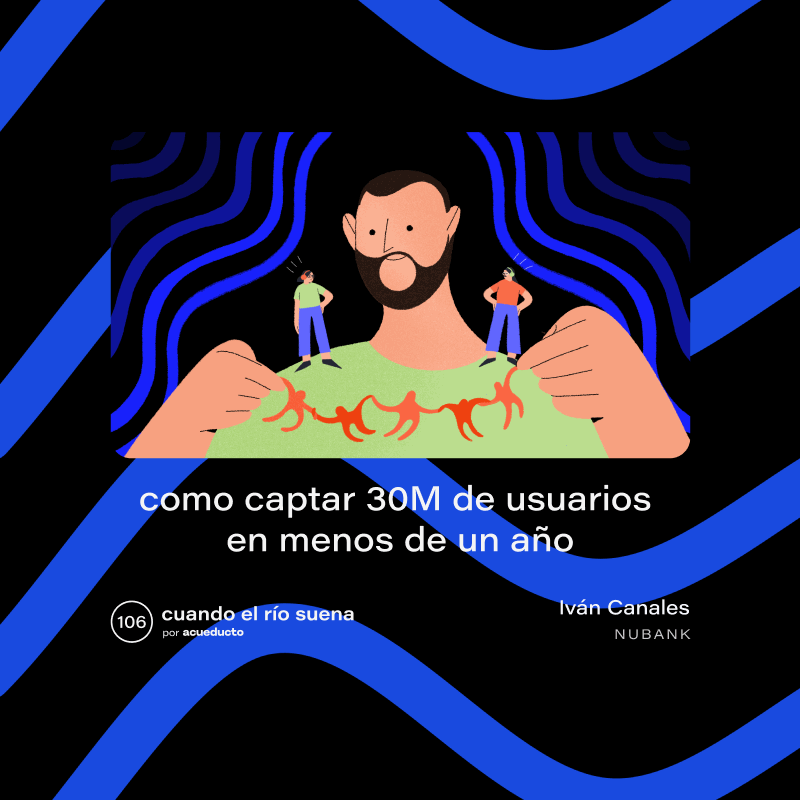 como captar 30M de usuarios
en menos de un año
106
cuando el río suena
por acueducto
Iván Canales
NUBANK